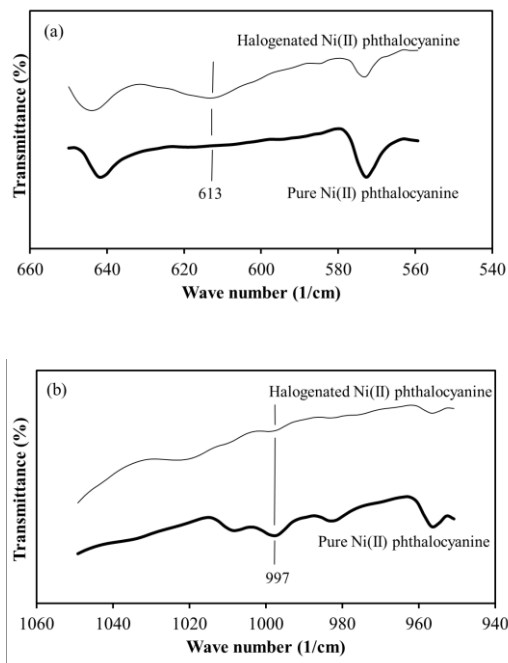 (a)
Halogenated Ni(II) phthalocyanine
Transmittance (%)
613
Pure Ni(II) phthalocyanine
660 640 620 600 580 560 540
Wave number (1/cm)
(b)
Halogenated Ni(II) phthalocyanine
Transmittance (%)
Pure Ni(II) phthalocyanine
997
1060 1040 1020 1000 980 960 940
Wave number (1/cm)